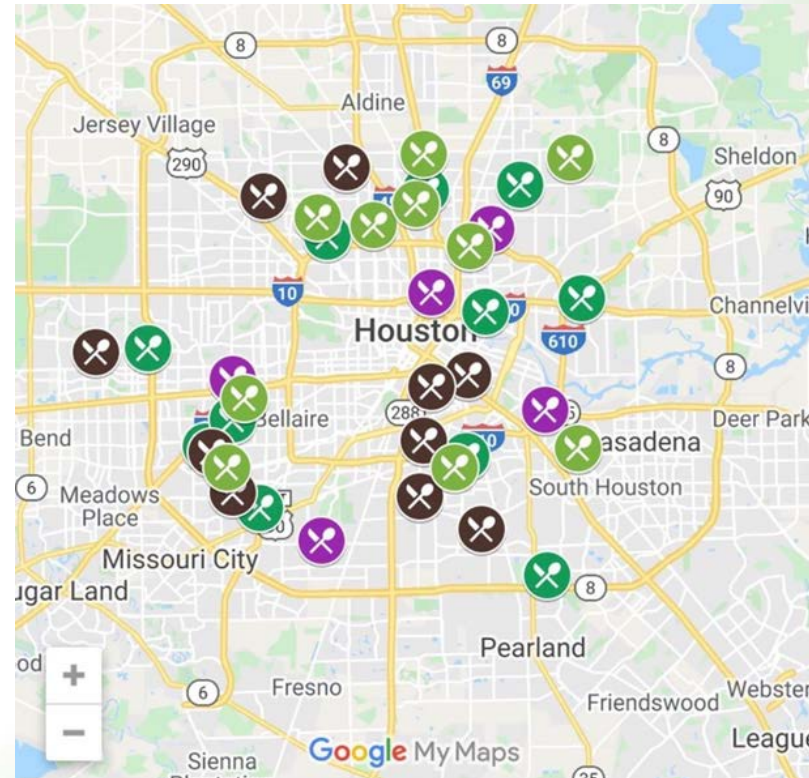 8
8
69
Aldine
Jersey Village
290
8
Sheldon
90
10
Channelvi
Houston
610
8
288
Bellaire
Deer Park
Bend
asadena
6
Meadows
Place
South Houston
Missouri City
ugar Land
8
Pearland
od
+
6
Fresno
Webster
Friendswood
−
League
Google My Maps
Sienna
35